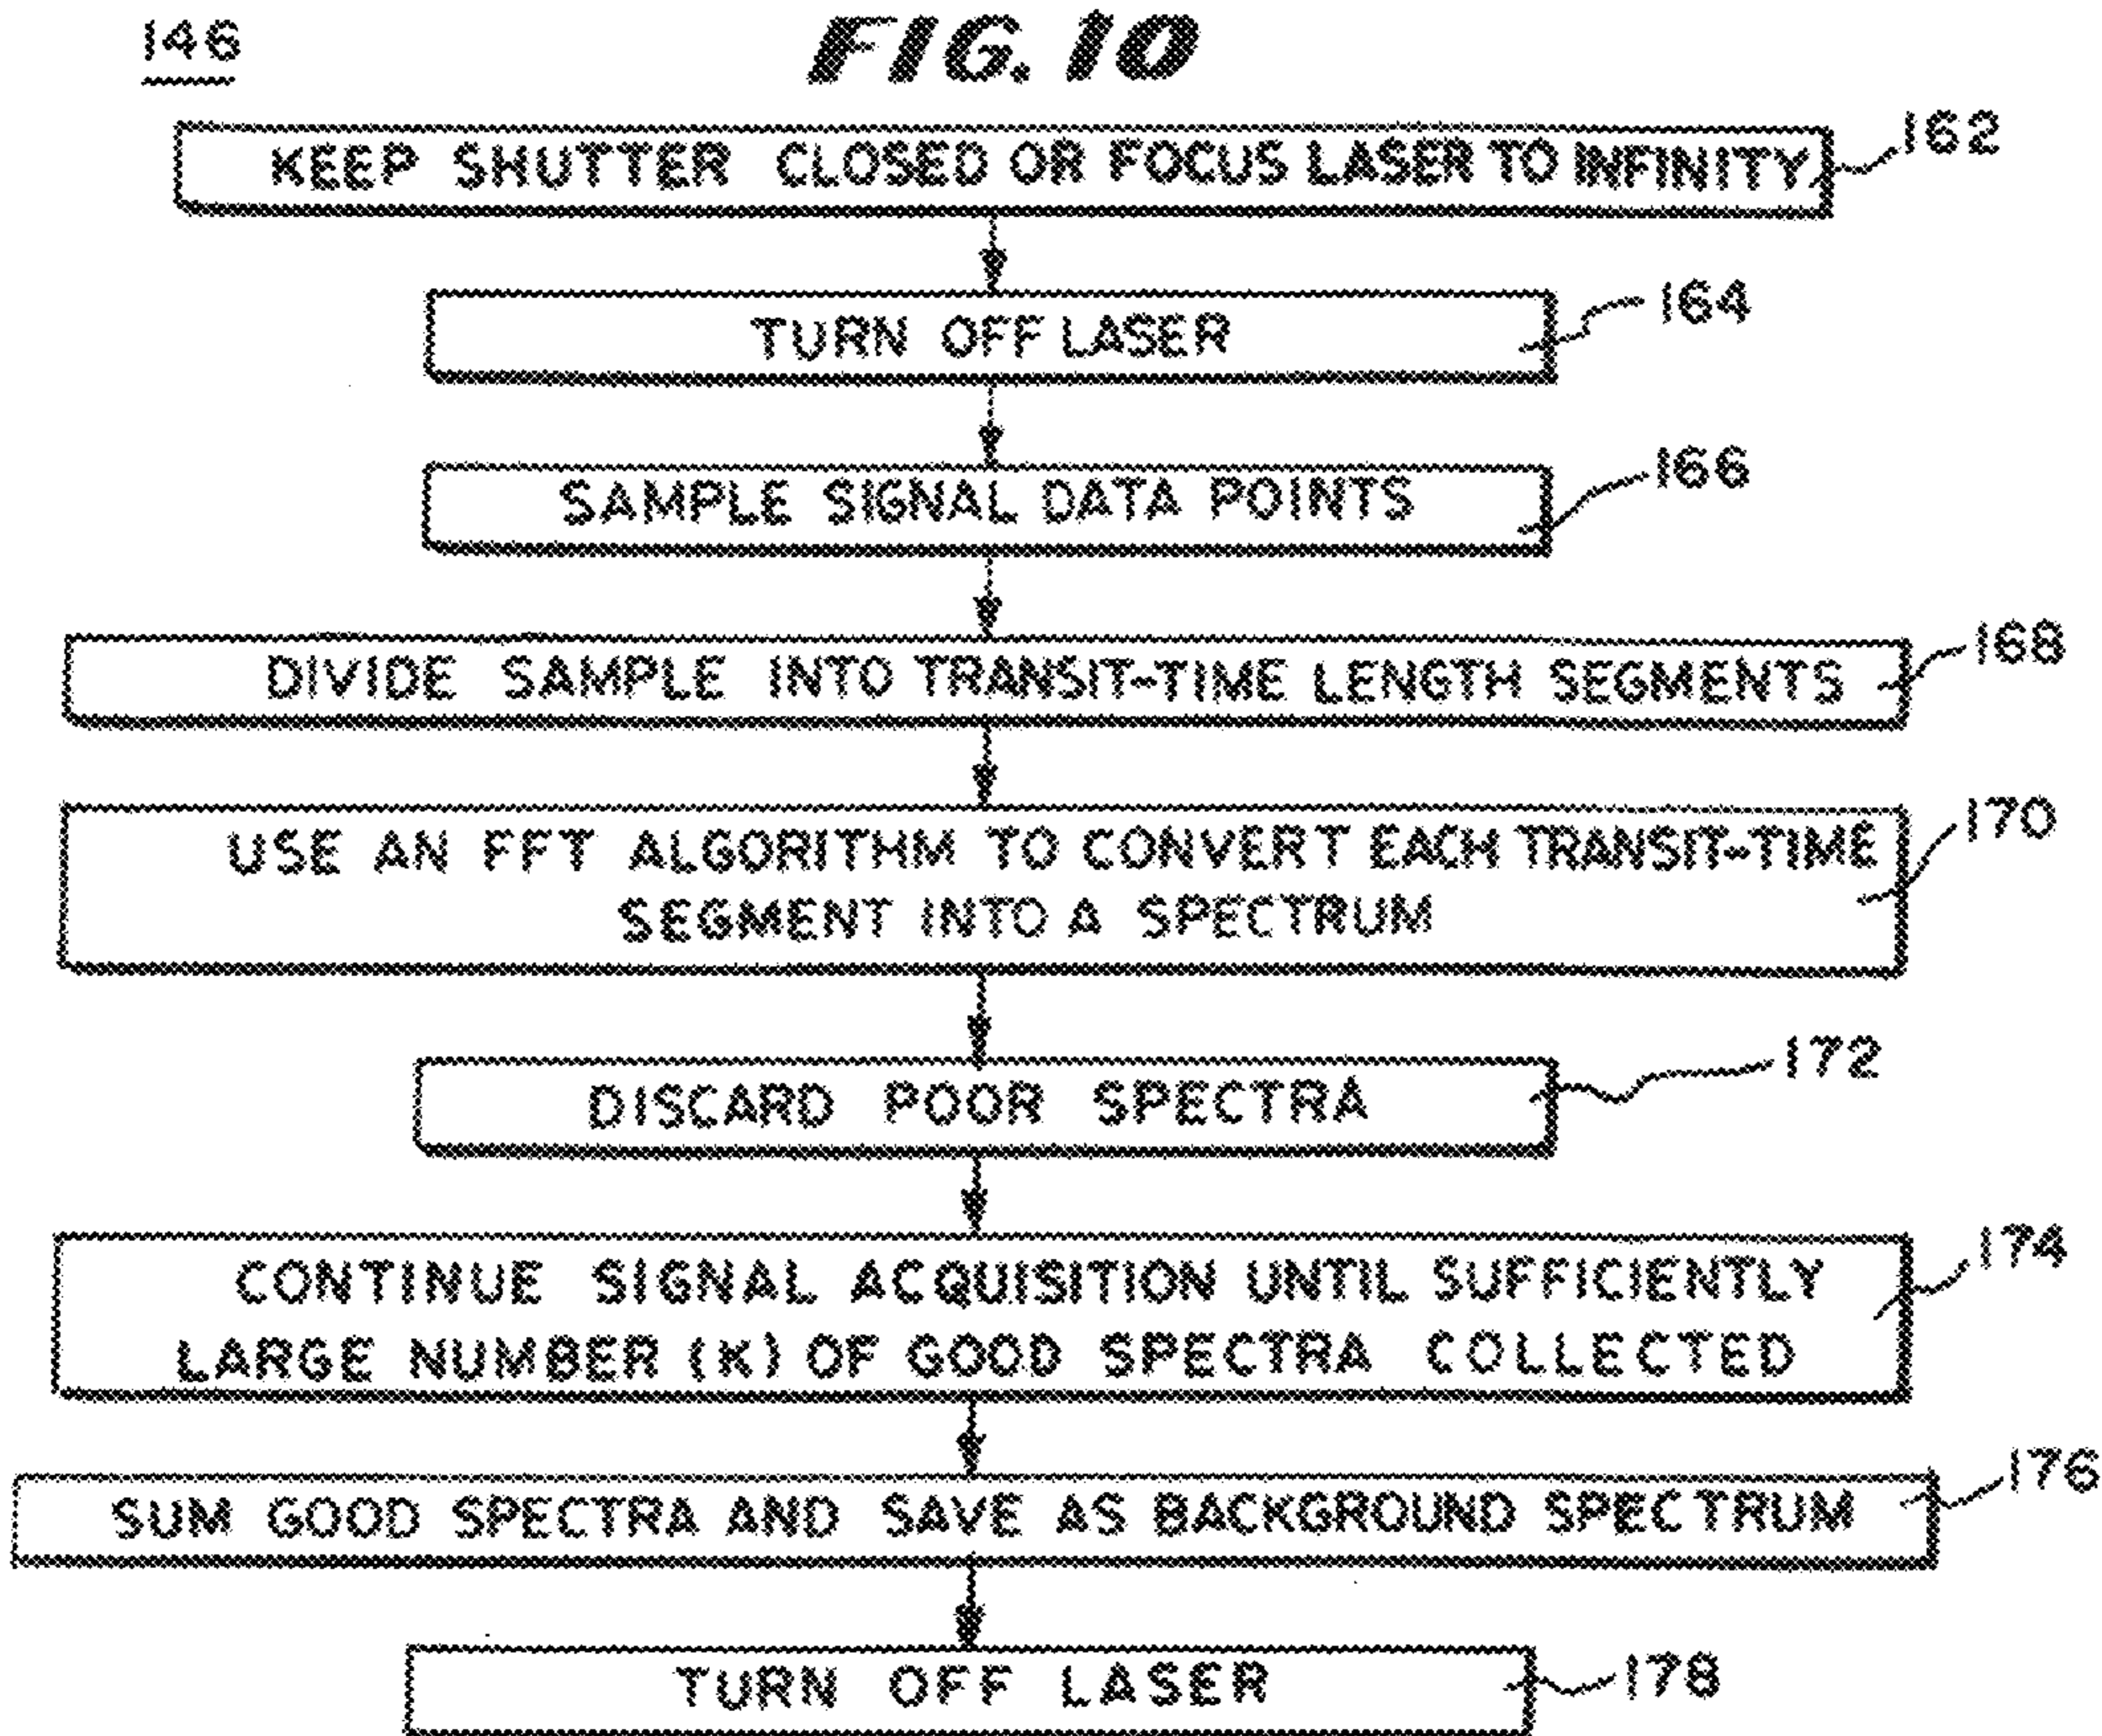 146
FIG. 10
KEEP SHUTTER CLOSED OR FOCUS LASER TO INFINITY
162
TURN OFF LASER
164
SAMPLE SIGNAL DATA POINTS
166
DIVIDE SAMPLE INTO TRANSIT-TIME LENGTH SEGMENTS
168
USE AN FFT ALGORITHM TO CONVERT EACH TRANSIT-TIME
SEGMENT INTO A SPECTRUM
170
DISCARD POOR SPECTRA
172
CONTINUE SIGNAL ACQUISITION UNTIL SUFFICIENTLY
LARGE NUMBER (K) OF GOOD SPECTRA COLLECTED
174
SUM GOOD SPECTRA AND SAVE AS BACKGROUND SPECTRUM
176
TURN OFF LASER
178